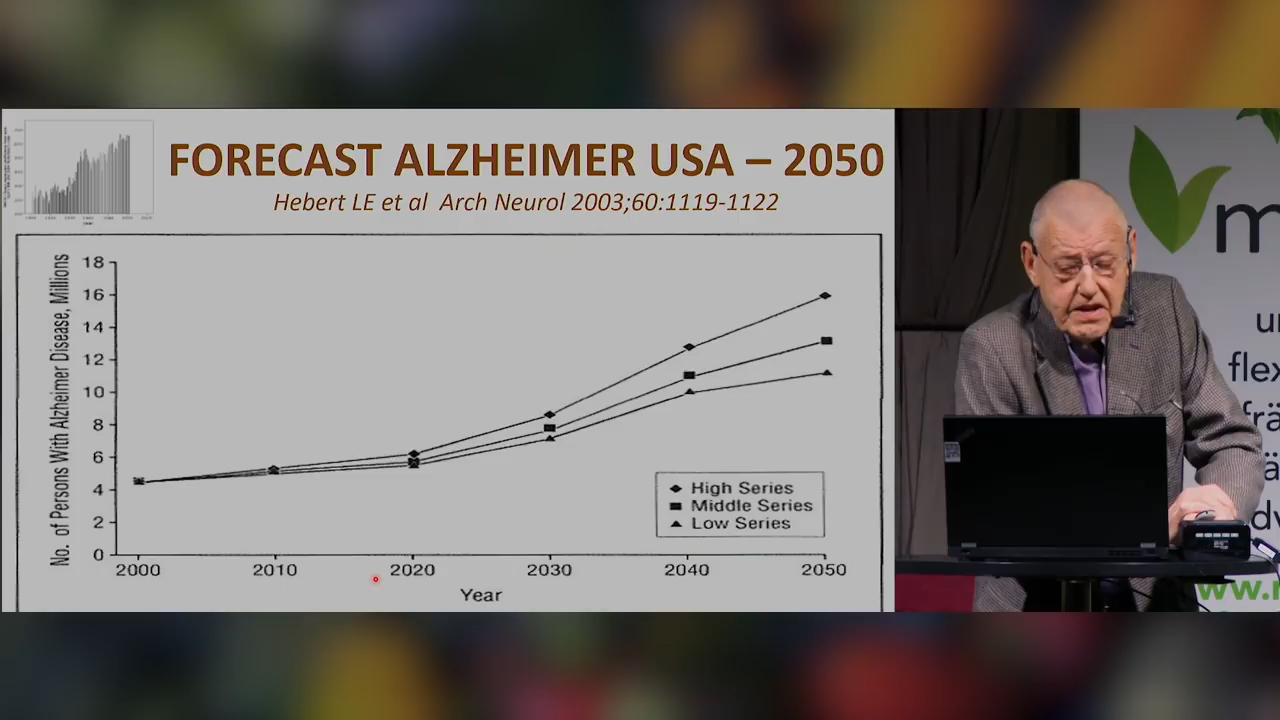 FORECAST ALZHEIMER USA – 2050
Hebert LE et al Arch Neurol 2003;60:1119-1122
No. of Persons With Alzheimer Disease, Millions
18
16
14
12
10
8
6
4
2
0
High Series
Middle Series
Low Series
2000 2010 2020 2030 2040 2050
Year
m
flex
frä
ww.